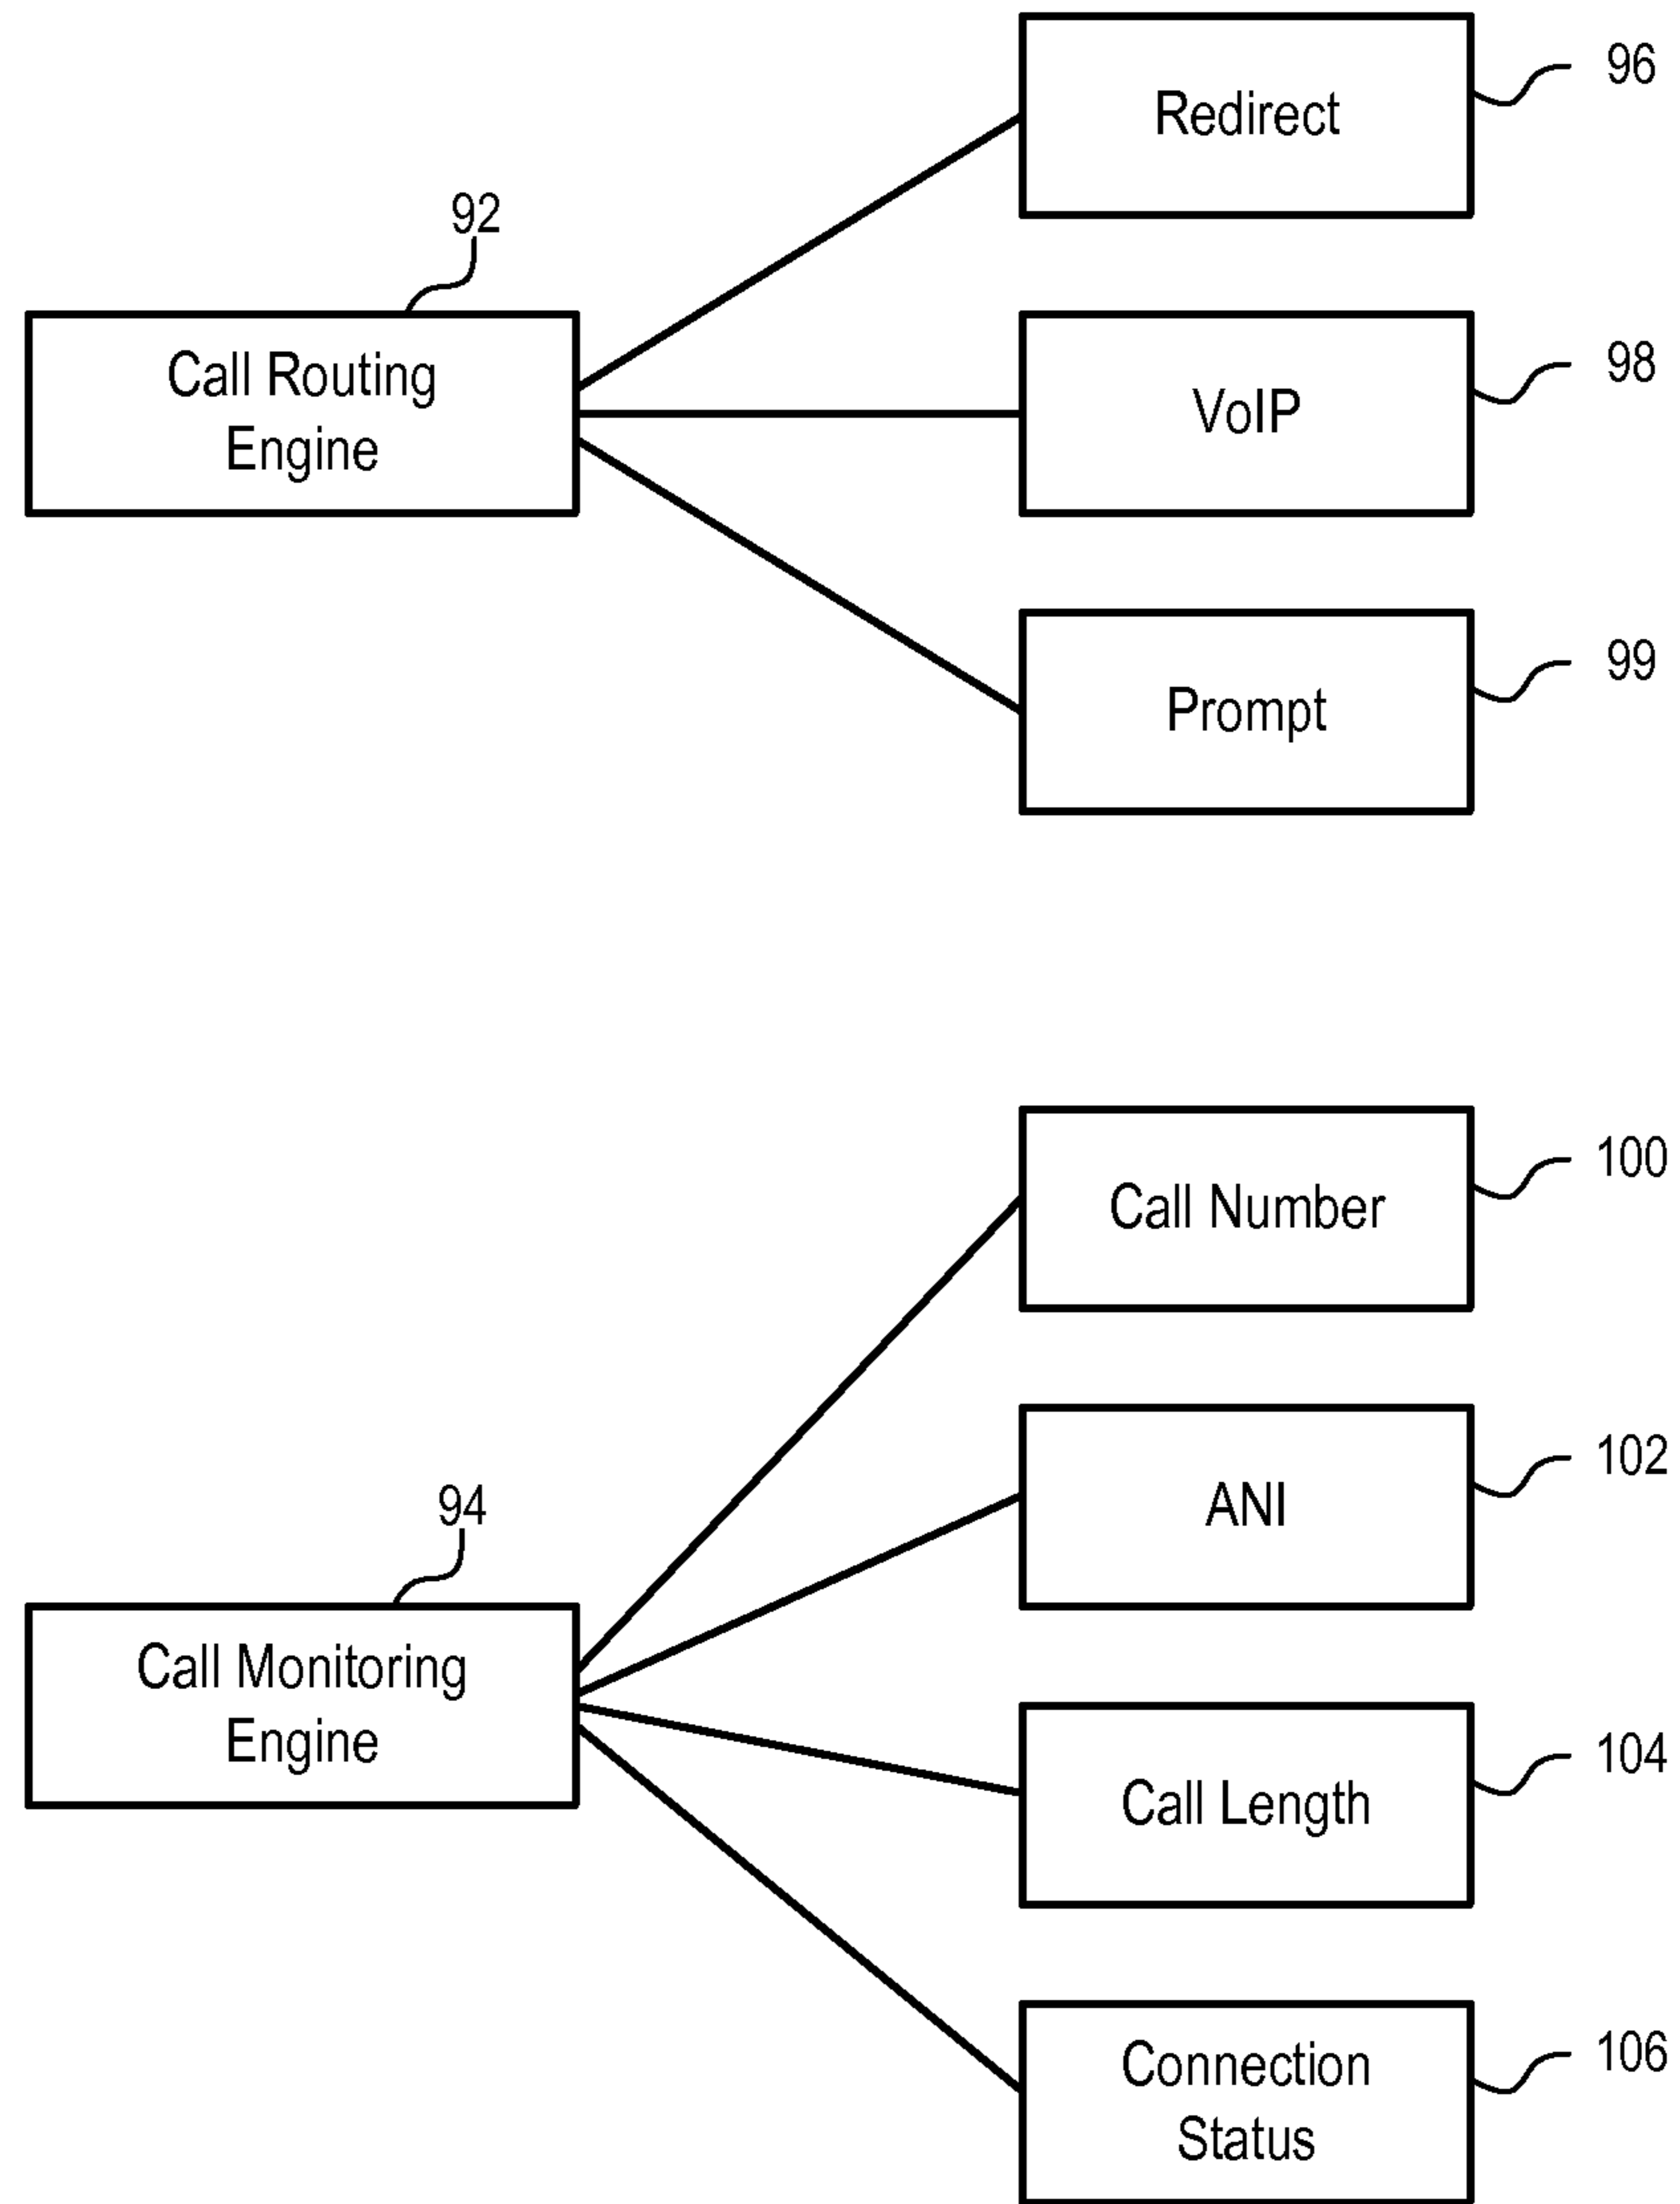 96
Redirect
92
Call Routing
Engine
98
VoIP
99
Prompt
100
Call Number
102
ANI
94
Call Monitoring
Engine
104
Call Length
106
Connection
Status